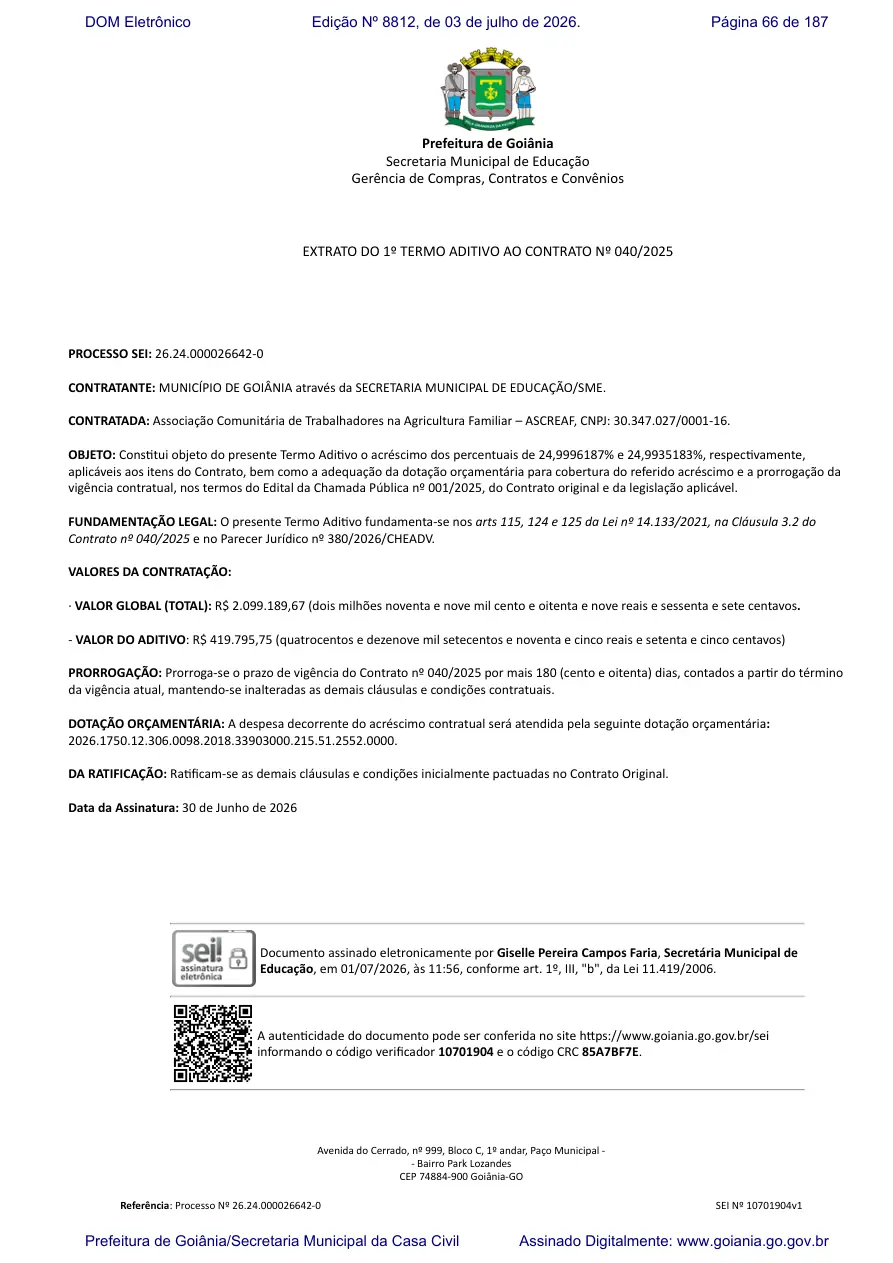 DOM Eletrônico Edição Nº 8812, de 03 de julho de 2026. Página 66 de 187
Prefeitura de Goiânia
Secretaria Municipal de Educação
Gerência de Compras, Contratos e Convênios
EXTRATO DO 1º TERMO ADITIVO AO CONTRATO Nº 040/2025
PROCESSO SEI: 26.24.000026642-0
CONTRATANTE: MUNICÍPIO DE GOIÂNIA através da SECRETARIA MUNICIPAL DE EDUCAÇÃO/SME.
CONTRATADA: Associação Comunitária de Trabalhadores na Agricultura Familiar – ASCREAF, CNPJ: 30.347.027/0001-16.
OBJETO: Constitui objeto do presente Termo Aditivo o acréscimo dos percentuais de 24,9996187% e 24,9935183%, respectivamente,
aplicáveis aos itens do Contrato, bem como a adequação da dotação orçamentária para cobertura do referido acréscimo e a prorrogação da
vigência contratual, nos termos do Edital da Chamada Pública nº 001/2025, do Contrato original e da legislação aplicável.
FUNDAMENTAÇÃO LEGAL: O presente Termo Aditivo fundamenta-se nos arts 115, 124 e 125 da Lei nº 14.133/2021, na Cláusula 3.2 do
Contrato nº 040/2025 e no Parecer Jurídico nº 380/2026/CHEADV.
VALORES DA CONTRATAÇÃO:
· VALOR GLOBAL (TOTAL): R$ 2.099.189,67 (dois milhões noventa e nove mil cento e oitenta e nove reais e sessenta e sete centavos.
- VALOR DO ADITIVO: R$ 419.795,75 (quatrocentos e dezenove mil setecentos e noventa e cinco reais e setenta e cinco centavos)
PRORROGAÇÃO: Prorroga-se o prazo de vigência do Contrato nº 040/2025 por mais 180 (cento e oitenta) dias, contados a partir do término
da vigência atual, mantendo-se inalteradas as demais cláusulas e condições contratuais.
DOTAÇÃO ORÇAMENTÁRIA: A despesa decorrente do acréscimo contratual será atendida pela seguinte dotação orçamentária:
2026.1750.12.306.0098.2018.33903000.215.51.2552.0000.
DA RATIFICAÇÃO: Ratificam-se as demais cláusulas e condições inicialmente pactuadas no Contrato Original.
Data da Assinatura: 30 de Junho de 2026
sei!
assinatura
eletrônica
Documento assinado eletronicamente por Giselle Pereira Campos Faria, Secretária Municipal de
Educação, em 01/07/2026, às 11:56, conforme art. 1º, III, "b", da Lei 11.419/2006.
A autenticidade do documento pode ser conferida no site https://www.goiania.go.gov.br/sei
informando o código verificador 10701904 e o código CRC 85A7BF7E.
Avenida do Cerrado, nº 999, Bloco C, 1º andar, Paço Municipal -
- Bairro Park Lozandes
CEP 74884-900 Goiânia-GO
Referência: Processo Nº 26.24.000026642-0 SEI Nº 10701904v1
Prefeitura de Goiânia/Secretaria Municipal da Casa Civil Assinado Digitalmente: www.goiania.go.gov.br